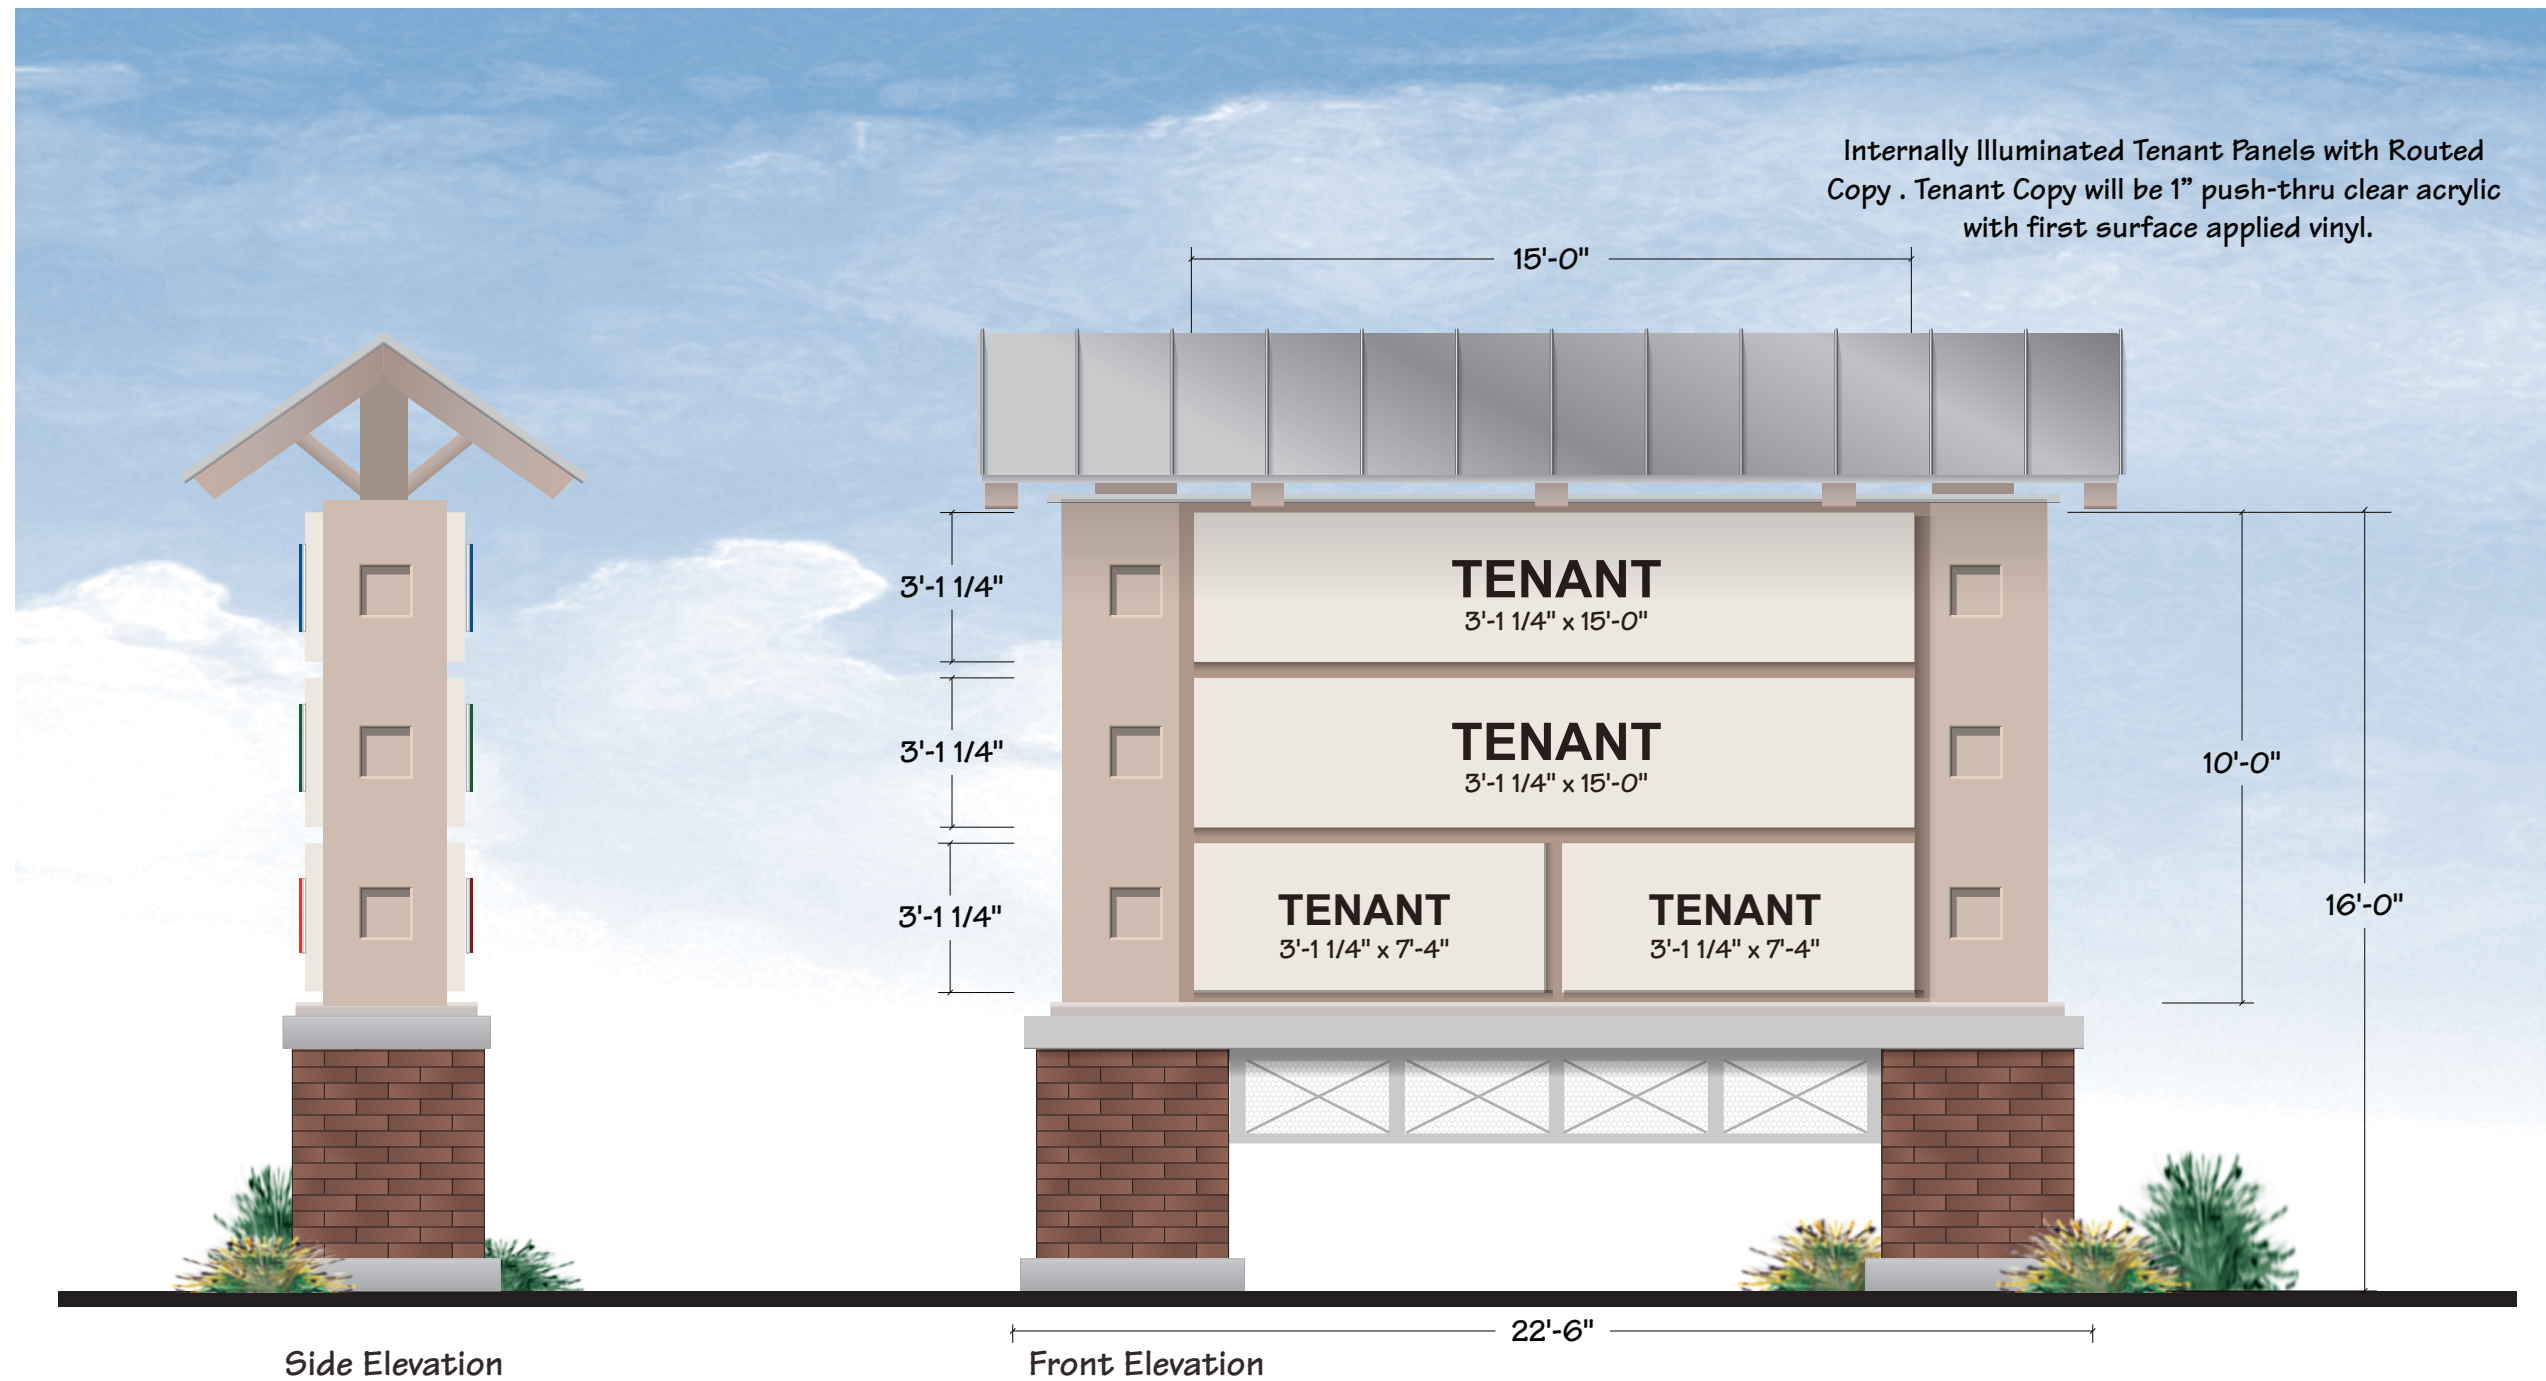 Internally Illuminated Tenant Panels with Routed
Copy . Tenant Copy will be 1" push-thru clear acrylic
with first surface applied vinyl.
15'-0"
3'-1 1/4"
TENANT
3'-1 1/4" x 15'-0"
3'-1 1/4"
TENANT
3'-1 1/4" x 15'-0"
10'-0"
16'-0"
3'-1 1/4"
TENANT
3'-1 1/4" x 7'-4"
TENANT
3'-1 1/4" x 7'-4"
22'-6"
Side Elevation
Front Elevation